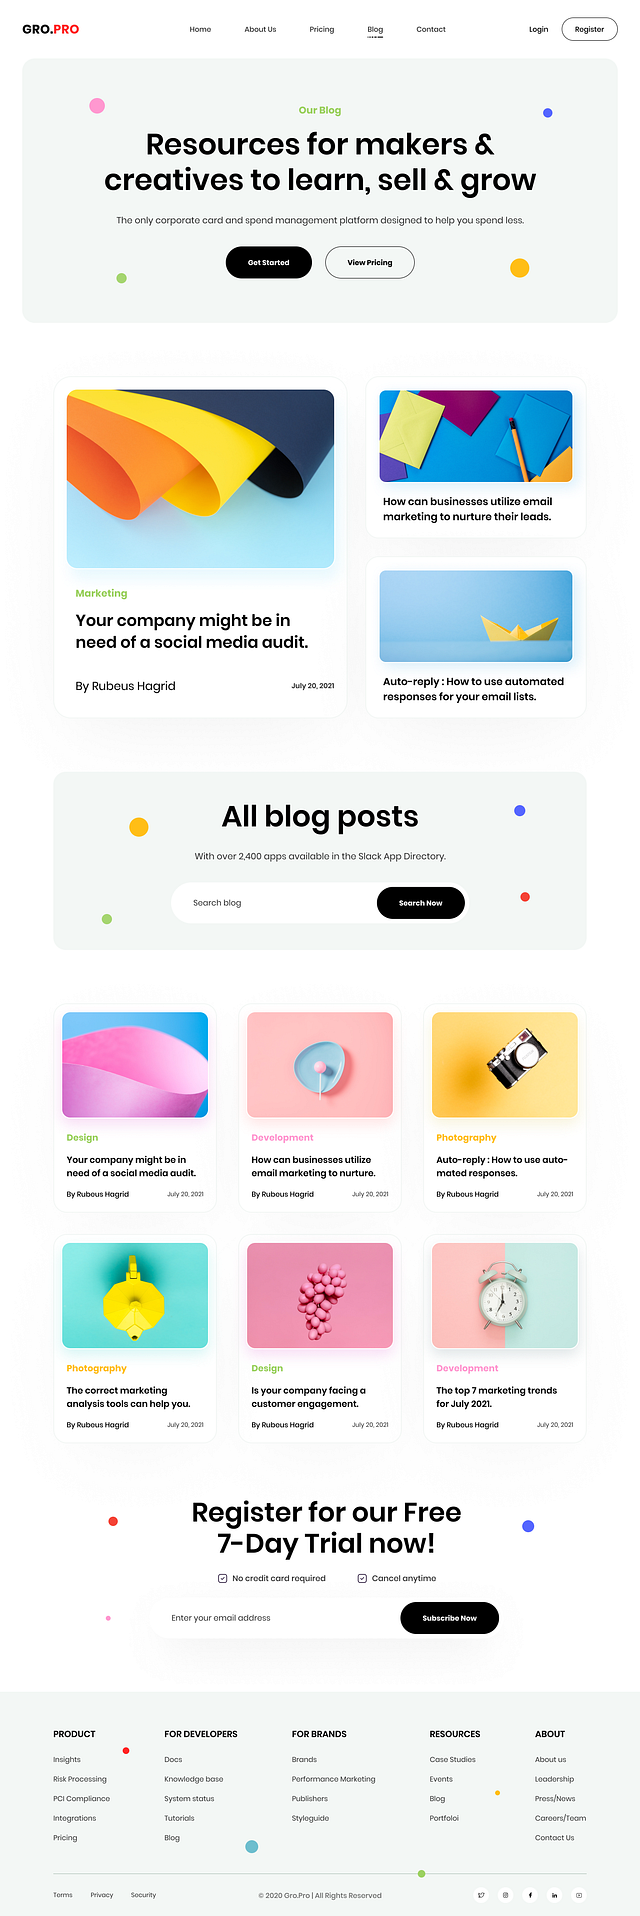 GRO.PRO
Home About Us Pricing Blog Contact
Login Register
Our Blog
Resources for makers &
creatives to learn, sell & grow
The only corporate card and spend management platform designed to help you spend less.
Get Started View Pricing
Marketing
Your company might be in
need of a social media audit.
By Rubeus Hagrid July 20, 2021
How can businesses utilize email
marketing to nurture their leads.
Auto-reply : How to use automated
responses for your email lists.
All blog posts
With over 2,400 apps available in the Slack App Directory.
Search blog Search Now
Design
Your company might be in
need of a social media audit.
By Rubeus Hagrid July 20, 2021
Development
How can businesses utilize
email marketing to nurture.
By Rubeus Hagrid July 20, 2021
Photography
Auto-reply : How to use auto-
mated responses.
By Rubeus Hagrid July 20, 2021
Photography
The correct marketing
analysis tools can help you.
By Rubeus Hagrid July 20, 2021
Design
Is your company facing a
customer engagement.
By Rubeus Hagrid July 20, 2021
Development
The top 7 marketing trends
for July 2021.
By Rubeus Hagrid July 20, 2021
Register for our Free
7-Day Trial now!
No credit card required Cancel anytime
Enter your email address Subscribe Now
PRODUCT
Insights
Risk Processing
PCI Compliance
Integrations
Pricing
FOR DEVELOPERS
Docs
Knowledge base
System status
Tutorials
Blog
FOR BRANDS
Brands
Performance Marketing
Publishers
Styleguide
RESOURCES
Case Studies
Events
Blog
Portfoloi
ABOUT
About us
Leadership
Press/News
Careers/Team
Contact Us
Terms Privacy Security
© 2020 Gro.Pro | All Rights Reserved